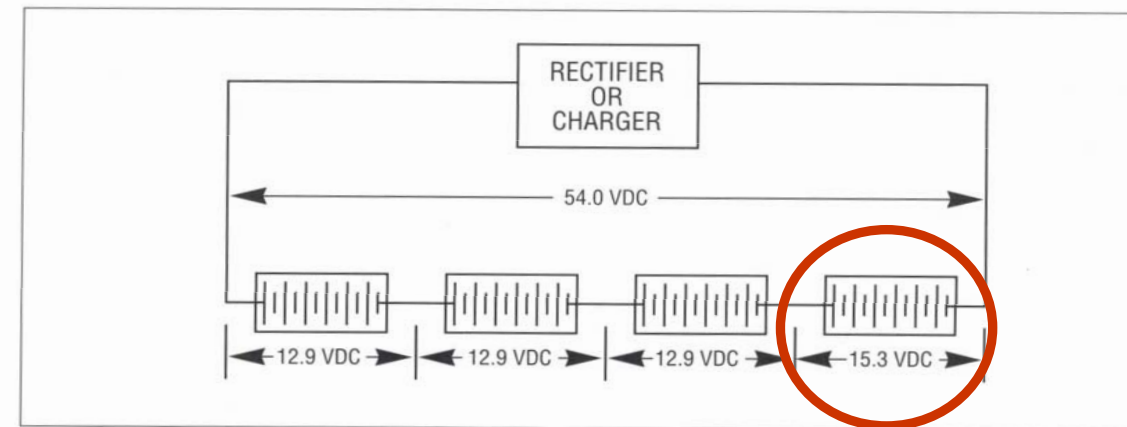 RECTIFIER
OR
CHARGER
54.0 VDC
12.9 VDC 12.9 VDC 12.9 VDC 15.3 VDC